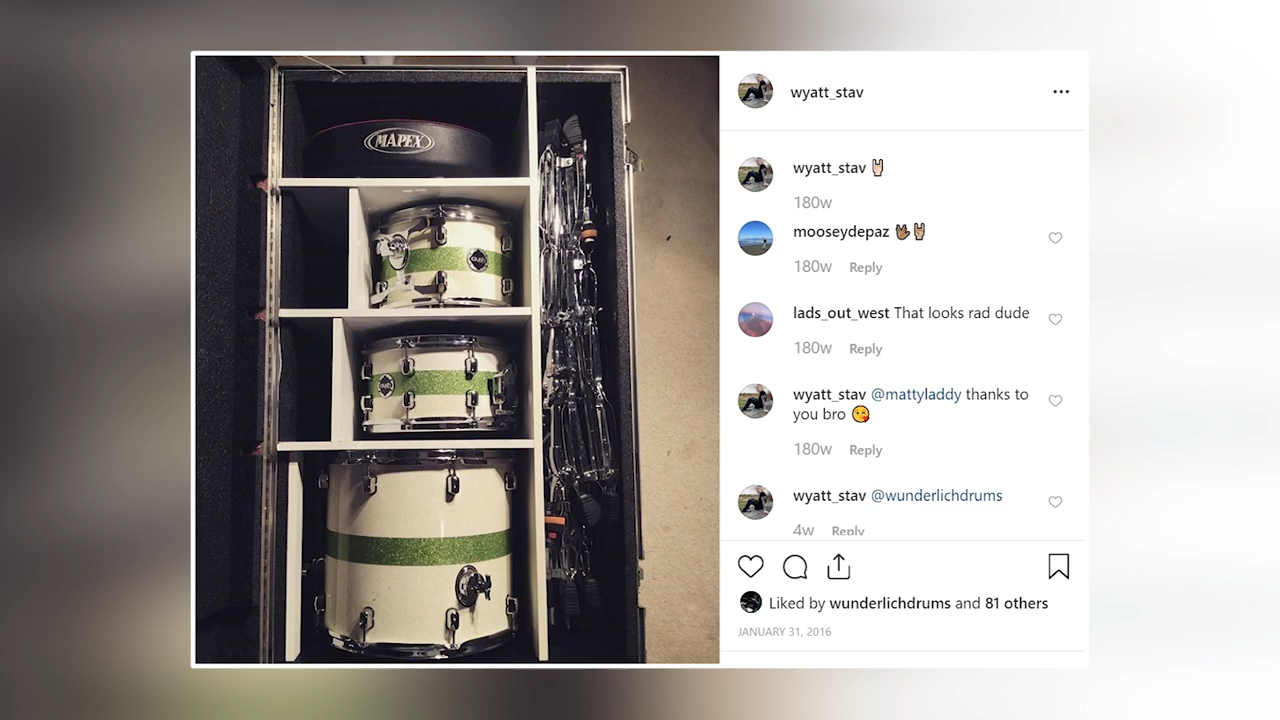 MAPEX
wyatt_stav
wyatt_stav 🤘🏻
180w
mooseydepaz 🖖🏾🤘🏼
180w Reply
lads_out_west That looks rad dude
180w Reply
wyatt_stav @mattyladdy thanks to
you bro 😘
180w Reply
wyatt_stav @wunderlichdrums
4w Reply
Liked by wunderlichdrums and 81 others
JANUARY 31, 2016